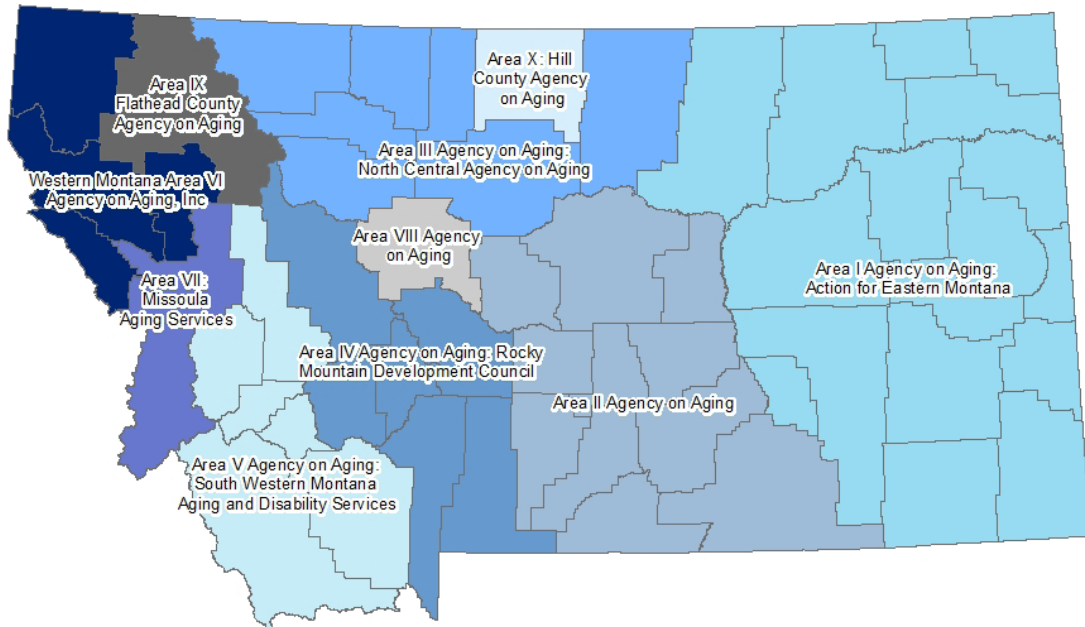 Area X: Hill
County Agency
on Aging
Area IX
Flathead County
Agency on Aging
Area III Agency on Aging:
North Central Agency on Aging
Western Montana Area VI
Agency on Aging, Inc
Area VIII Agency
on Aging
Area I Agency on Aging:
Action for Eastern Montana
Area VII:
Missoula
Aging Services
Area IV Agency on Aging: Rocky
Mountain Development Council
Area II Agency on Aging
Area V Agency on Aging:
South Western Montana
Aging and Disability Services